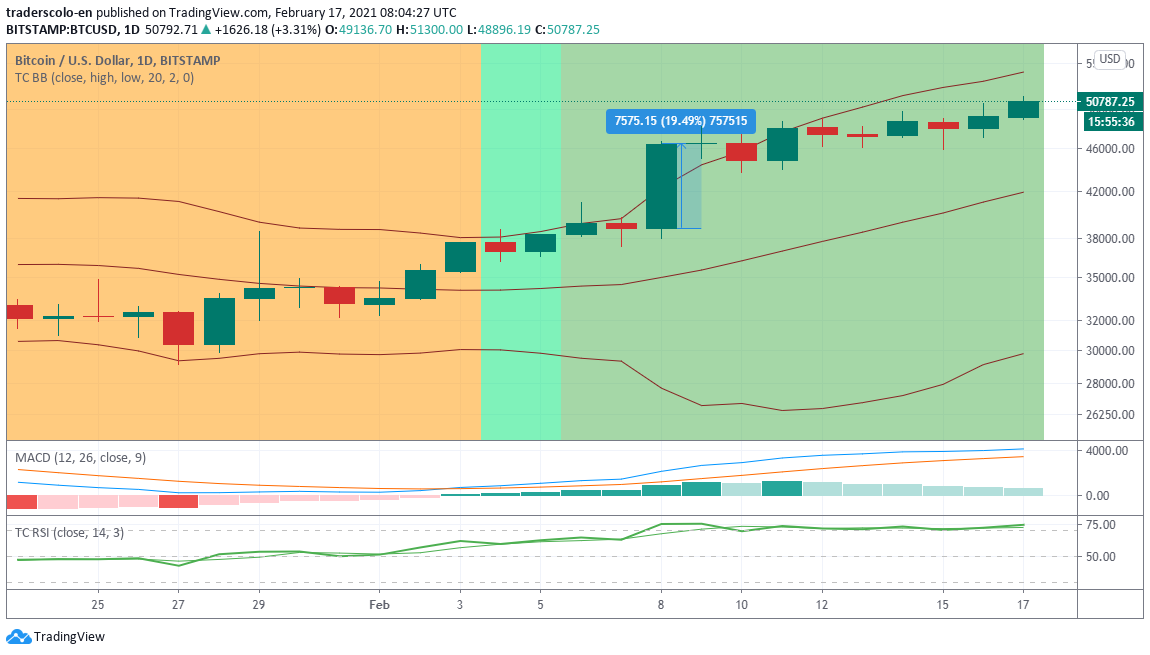 traderscolo-en published on TradingView.com, February 17, 2021 08:04:27 UTC
BITSTAMP:BTCUSD, 1D 50792.71 ▲ +1626.18 (+3.31%) O:49136.70 H:51300.00 L:48896.19 C:50787.25
Bitcoin / U.S. Dollar, 1D, BITSTAMP
TC BB (close, high, low, 20, 2, 0)
USD
50787.25
15:55:36
7575.15 (19.49%) 757515
46000.00
42000.00
38000.00
35000.00
32000.00
30000.00
28000.00
26250.00
MACD (12, 26, close, 9)
4000.00
0.00
TC RSI (close, 14, 3)
75.00
50.00
25 27 29 Feb 3 5 8 10 12 15 17
TradingView